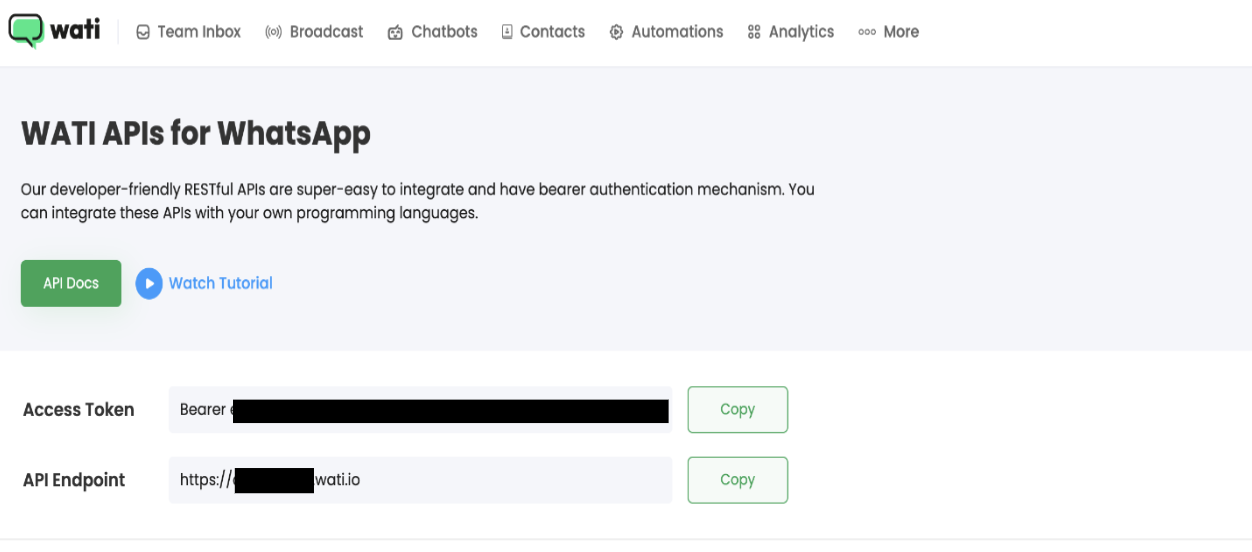 wati Team Inbox Broadcast Chatbots Contacts Automations Analytics More
WATI APIs for WhatsApp
Our developer-friendly RESTful APIs are super-easy to integrate and have bearer authentication mechanism. You
can integrate these APIs with your own programming languages.
API Docs Watch Tutorial
Access Token Bearer Copy
API Endpoint https:// .wati.io Copy